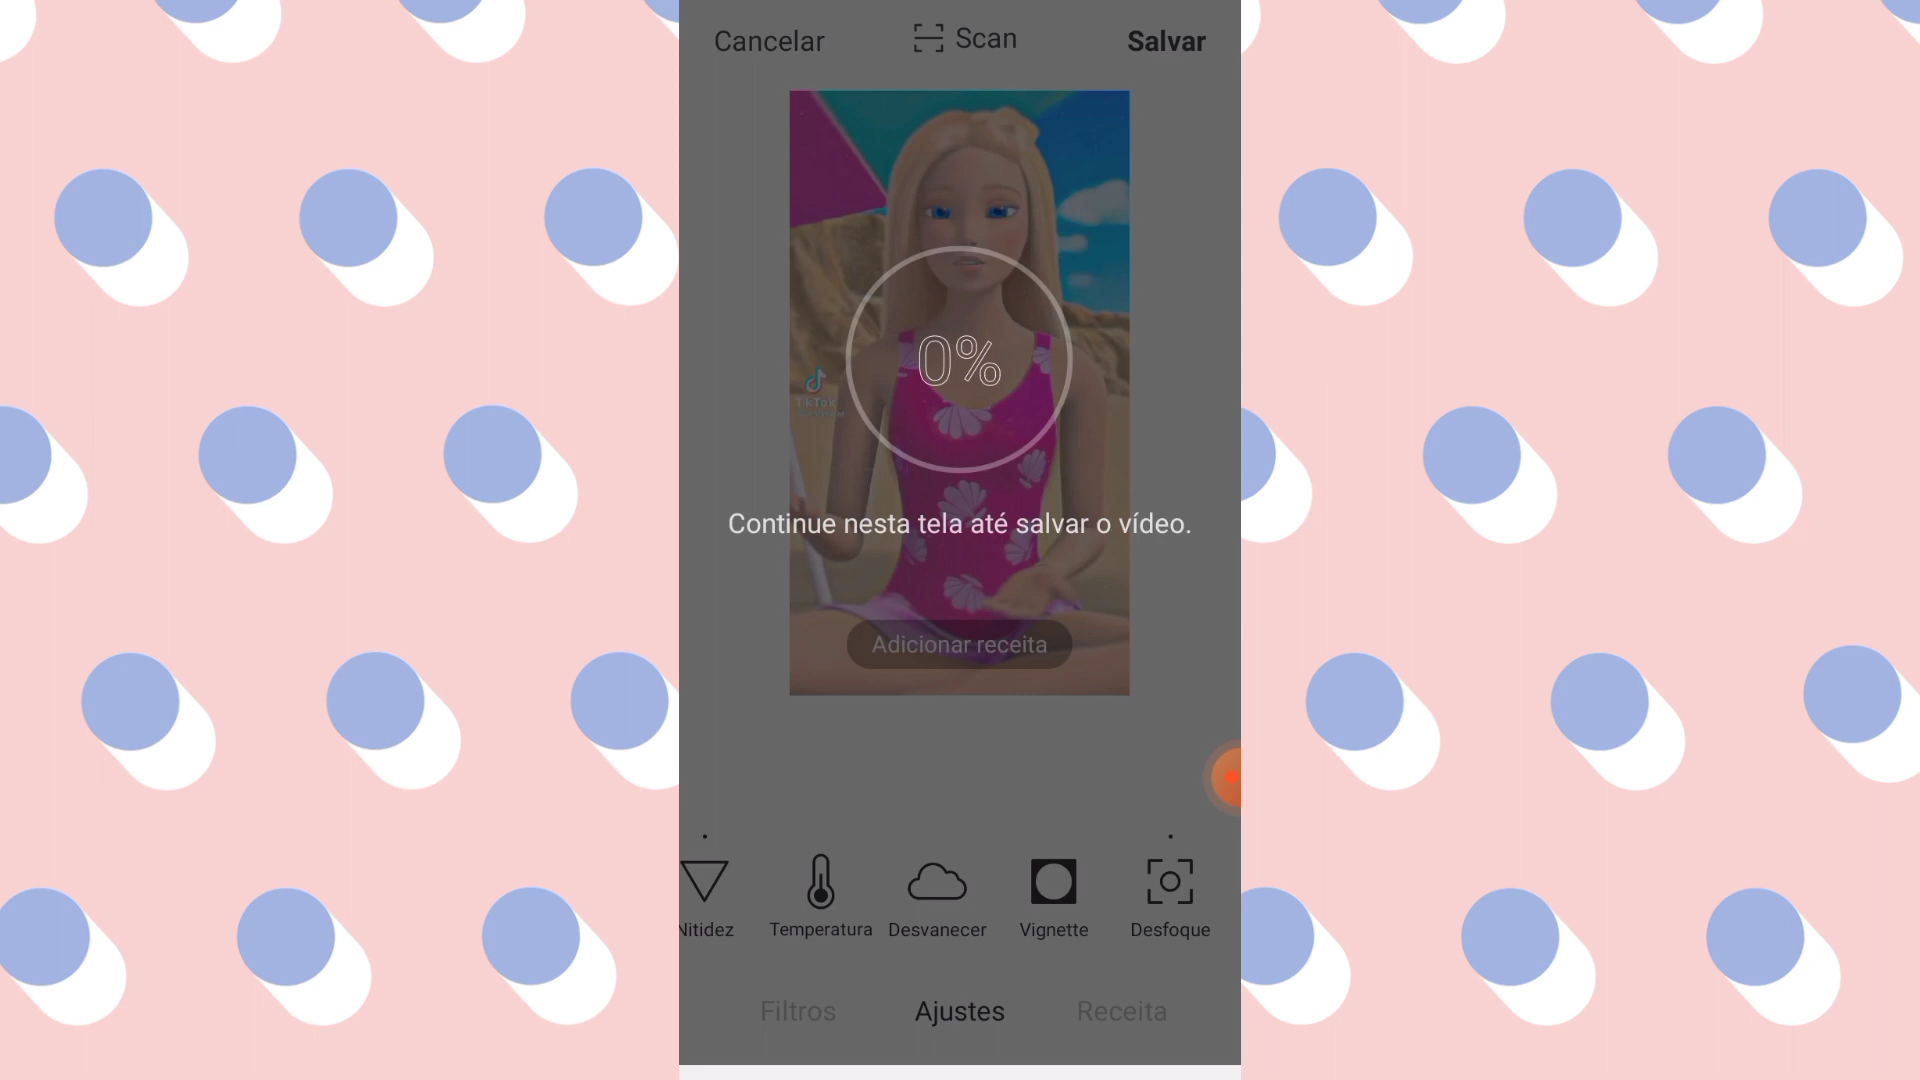 Cancelar
Scan
Salvar
0%
TikTok
Continue nesta tela até salvar o vídeo.
Adicionar receita
Nitidez
Temperatura
Desvanecer
Vignette
Desfoque
Filtros
Ajustes
Receita